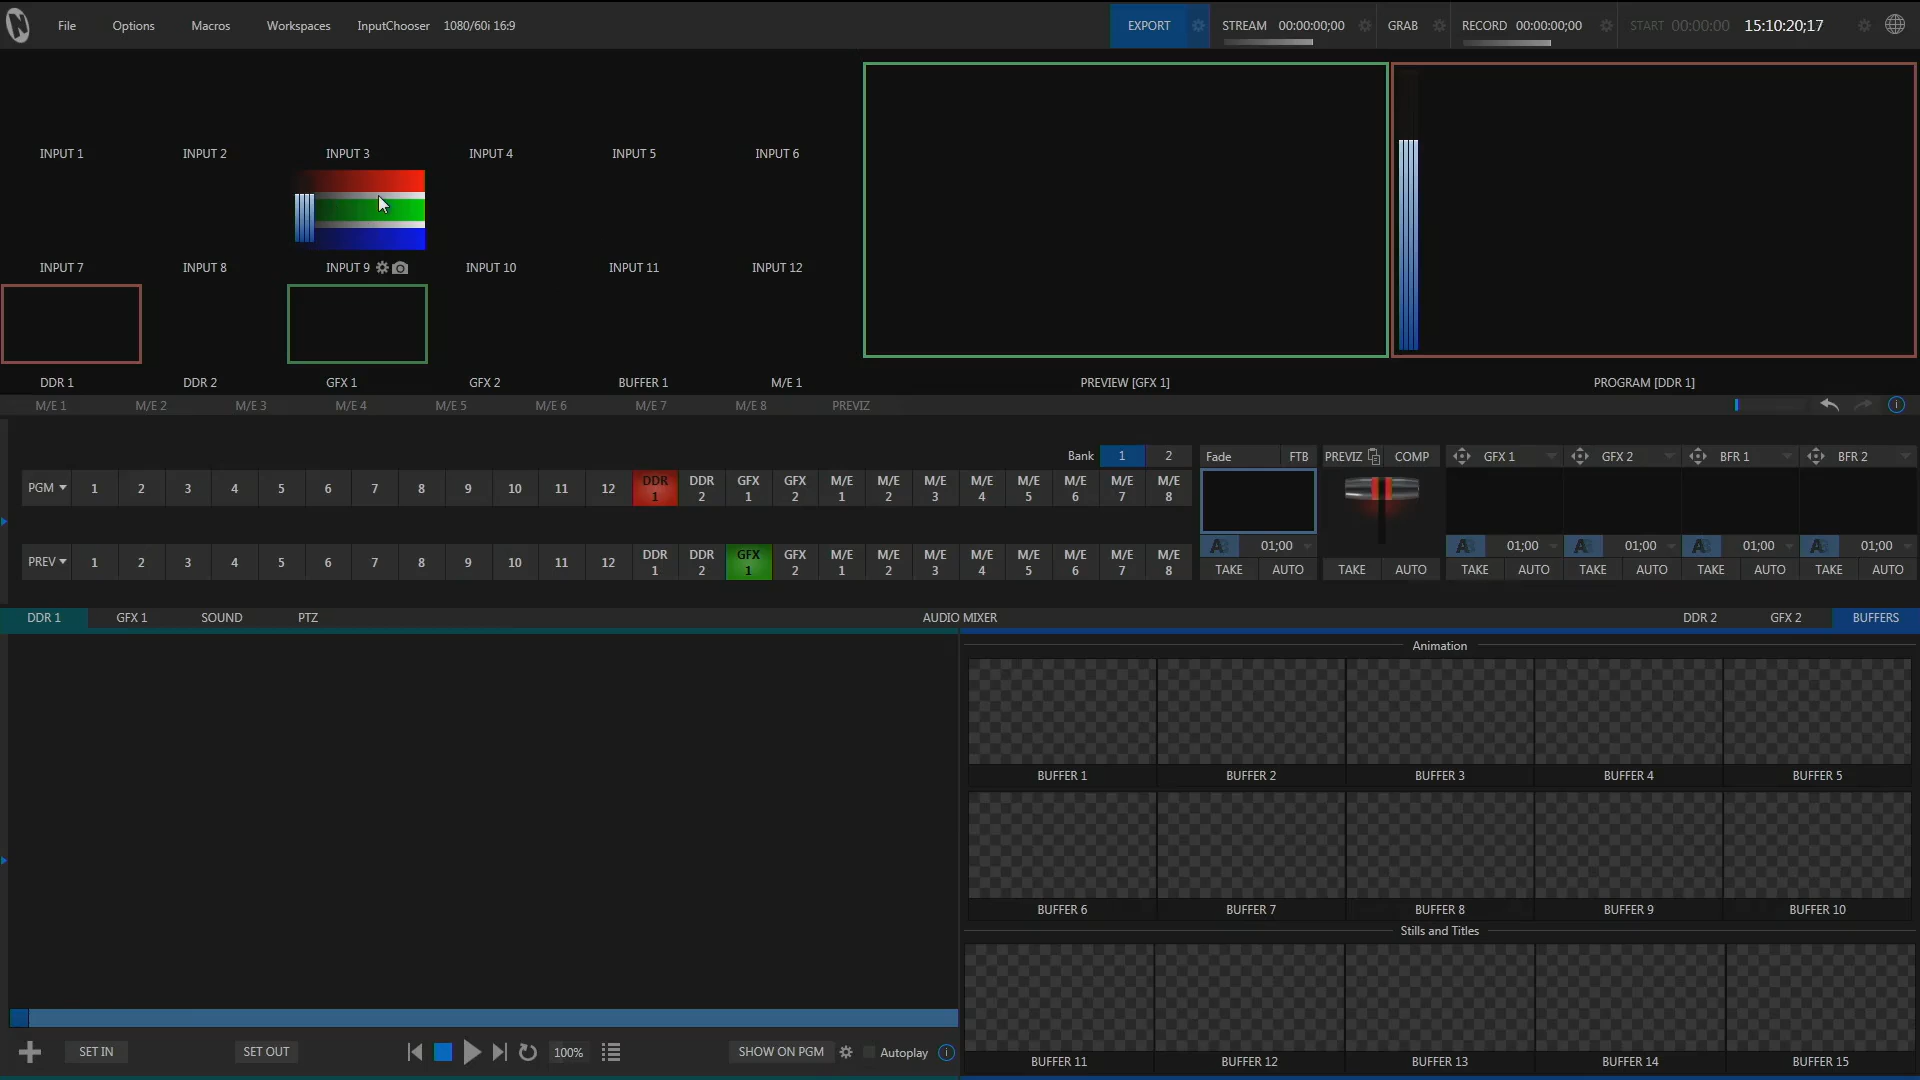 File Options Macros Workspaces InputChooser 1080/60i 16:9 EXPORT STREAM 00:00:00;00 GRAB RECORD 00:00:00;00 START 00:00:00 15:10:20;17
INPUT 1 INPUT 2 INPUT 3 INPUT 4 INPUT 5 INPUT 6
INPUT 7 INPUT 8 INPUT 9 INPUT 10 INPUT 11 INPUT 12
DDR 1 DDR 2 GFX 1 GFX 2 BUFFER 1 M/E 1 PREVIEW [GFX 1] PROGRAM [DDR 1]
M/E 1 M/E 2 M/E 3 M/E 4 M/E 5 M/E 6 M/E 7 M/E 8 PREVIZ
Bank 1 2 Fade FTB PREVIZ COMP GFX 1 GFX 2 BFR 1 BFR 2
PGM 1 2 3 4 5 6 7 8 9 10 11 12 DDR 1 DDR 2 GFX 1 GFX 2 M/E 1 M/E 2 M/E 3 M/E 4 M/E 5 M/E 6 M/E 7 M/E 8
01;00 01;00 01;00 01;00 01;00
PREV 1 2 3 4 5 6 7 8 9 10 11 12 DDR 1 DDR 2 GFX 1 GFX 2 M/E 1 M/E 2 M/E 3 M/E 4 M/E 5 M/E 6 M/E 7 M/E 8
TAKE AUTO TAKE AUTO TAKE AUTO TAKE AUTO TAKE AUTO TAKE AUTO
DDR 1 GFX 1 SOUND PTZ AUDIO MIXER DDR 2 GFX 2 BUFFERS
Animation
BUFFER 1 BUFFER 2 BUFFER 3 BUFFER 4 BUFFER 5
BUFFER 6 BUFFER 7 BUFFER 8 BUFFER 9 BUFFER 10
Stills and Titles
BUFFER 11 BUFFER 12 BUFFER 13 BUFFER 14 BUFFER 15
SET IN SET OUT 100% SHOW ON PGM Autoplay